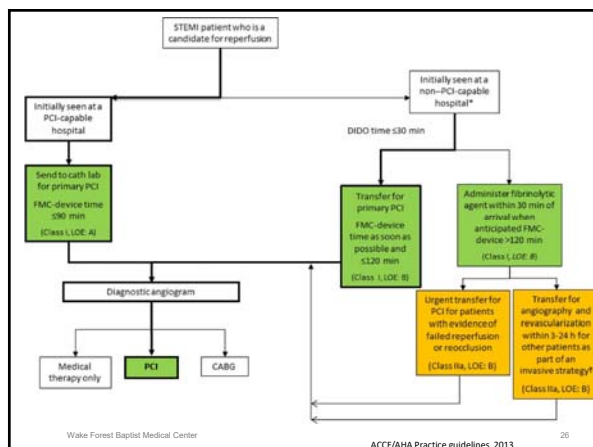 STEMI patient who is a
candidate for reperfusion
Initially seen at a
PCI-capable
hospital
Initially seen at a
non–PCI-capable
hospital*
DIDO time ≤30 min
Send to cath lab
for primary PCI
FMC-device time
≤90 min
(Class I, LOE: A)
Transfer for
primary PCI
FMC-device
time as soon as
possible and
≤120 min
(Class I, LOE: B)
Administer fibrinolytic
agent within 30 min of
arrival when
anticipated FMC-
device >120 min
(Class I, LOE: B)
Diagnostic angiogram
Urgent transfer for
PCI for patients
with evidence of
failed reperfusion
or reocclusion
(Class IIa, LOE: B)
Transfer for
angiography and
revascularization
within 3-24 h for
other patients as
part of an
invasive strategy†
(Class IIa, LOE: B)
Medical
therapy only
PCI
CABG
Wake Forest Baptist Medical Center
26
ACCF/AHA Practice guidelines, 2013